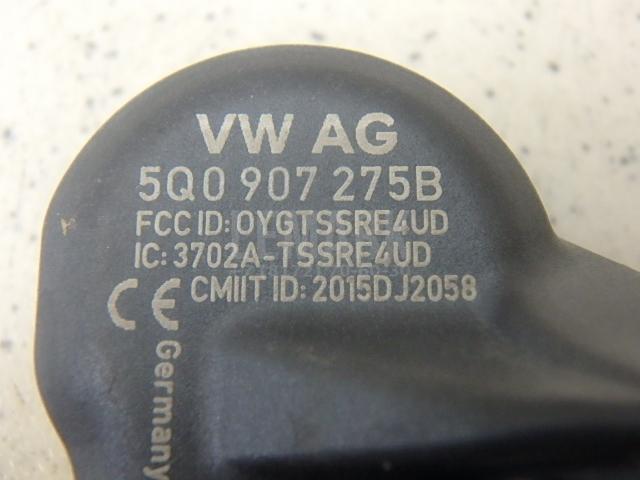 VW AG
5Q0 907 275B
FCC ID: OYGTSSRE4UD
IC: 3702A-TSSRE4UD
CE CMIIT ID: 2015DJ2058
Germany